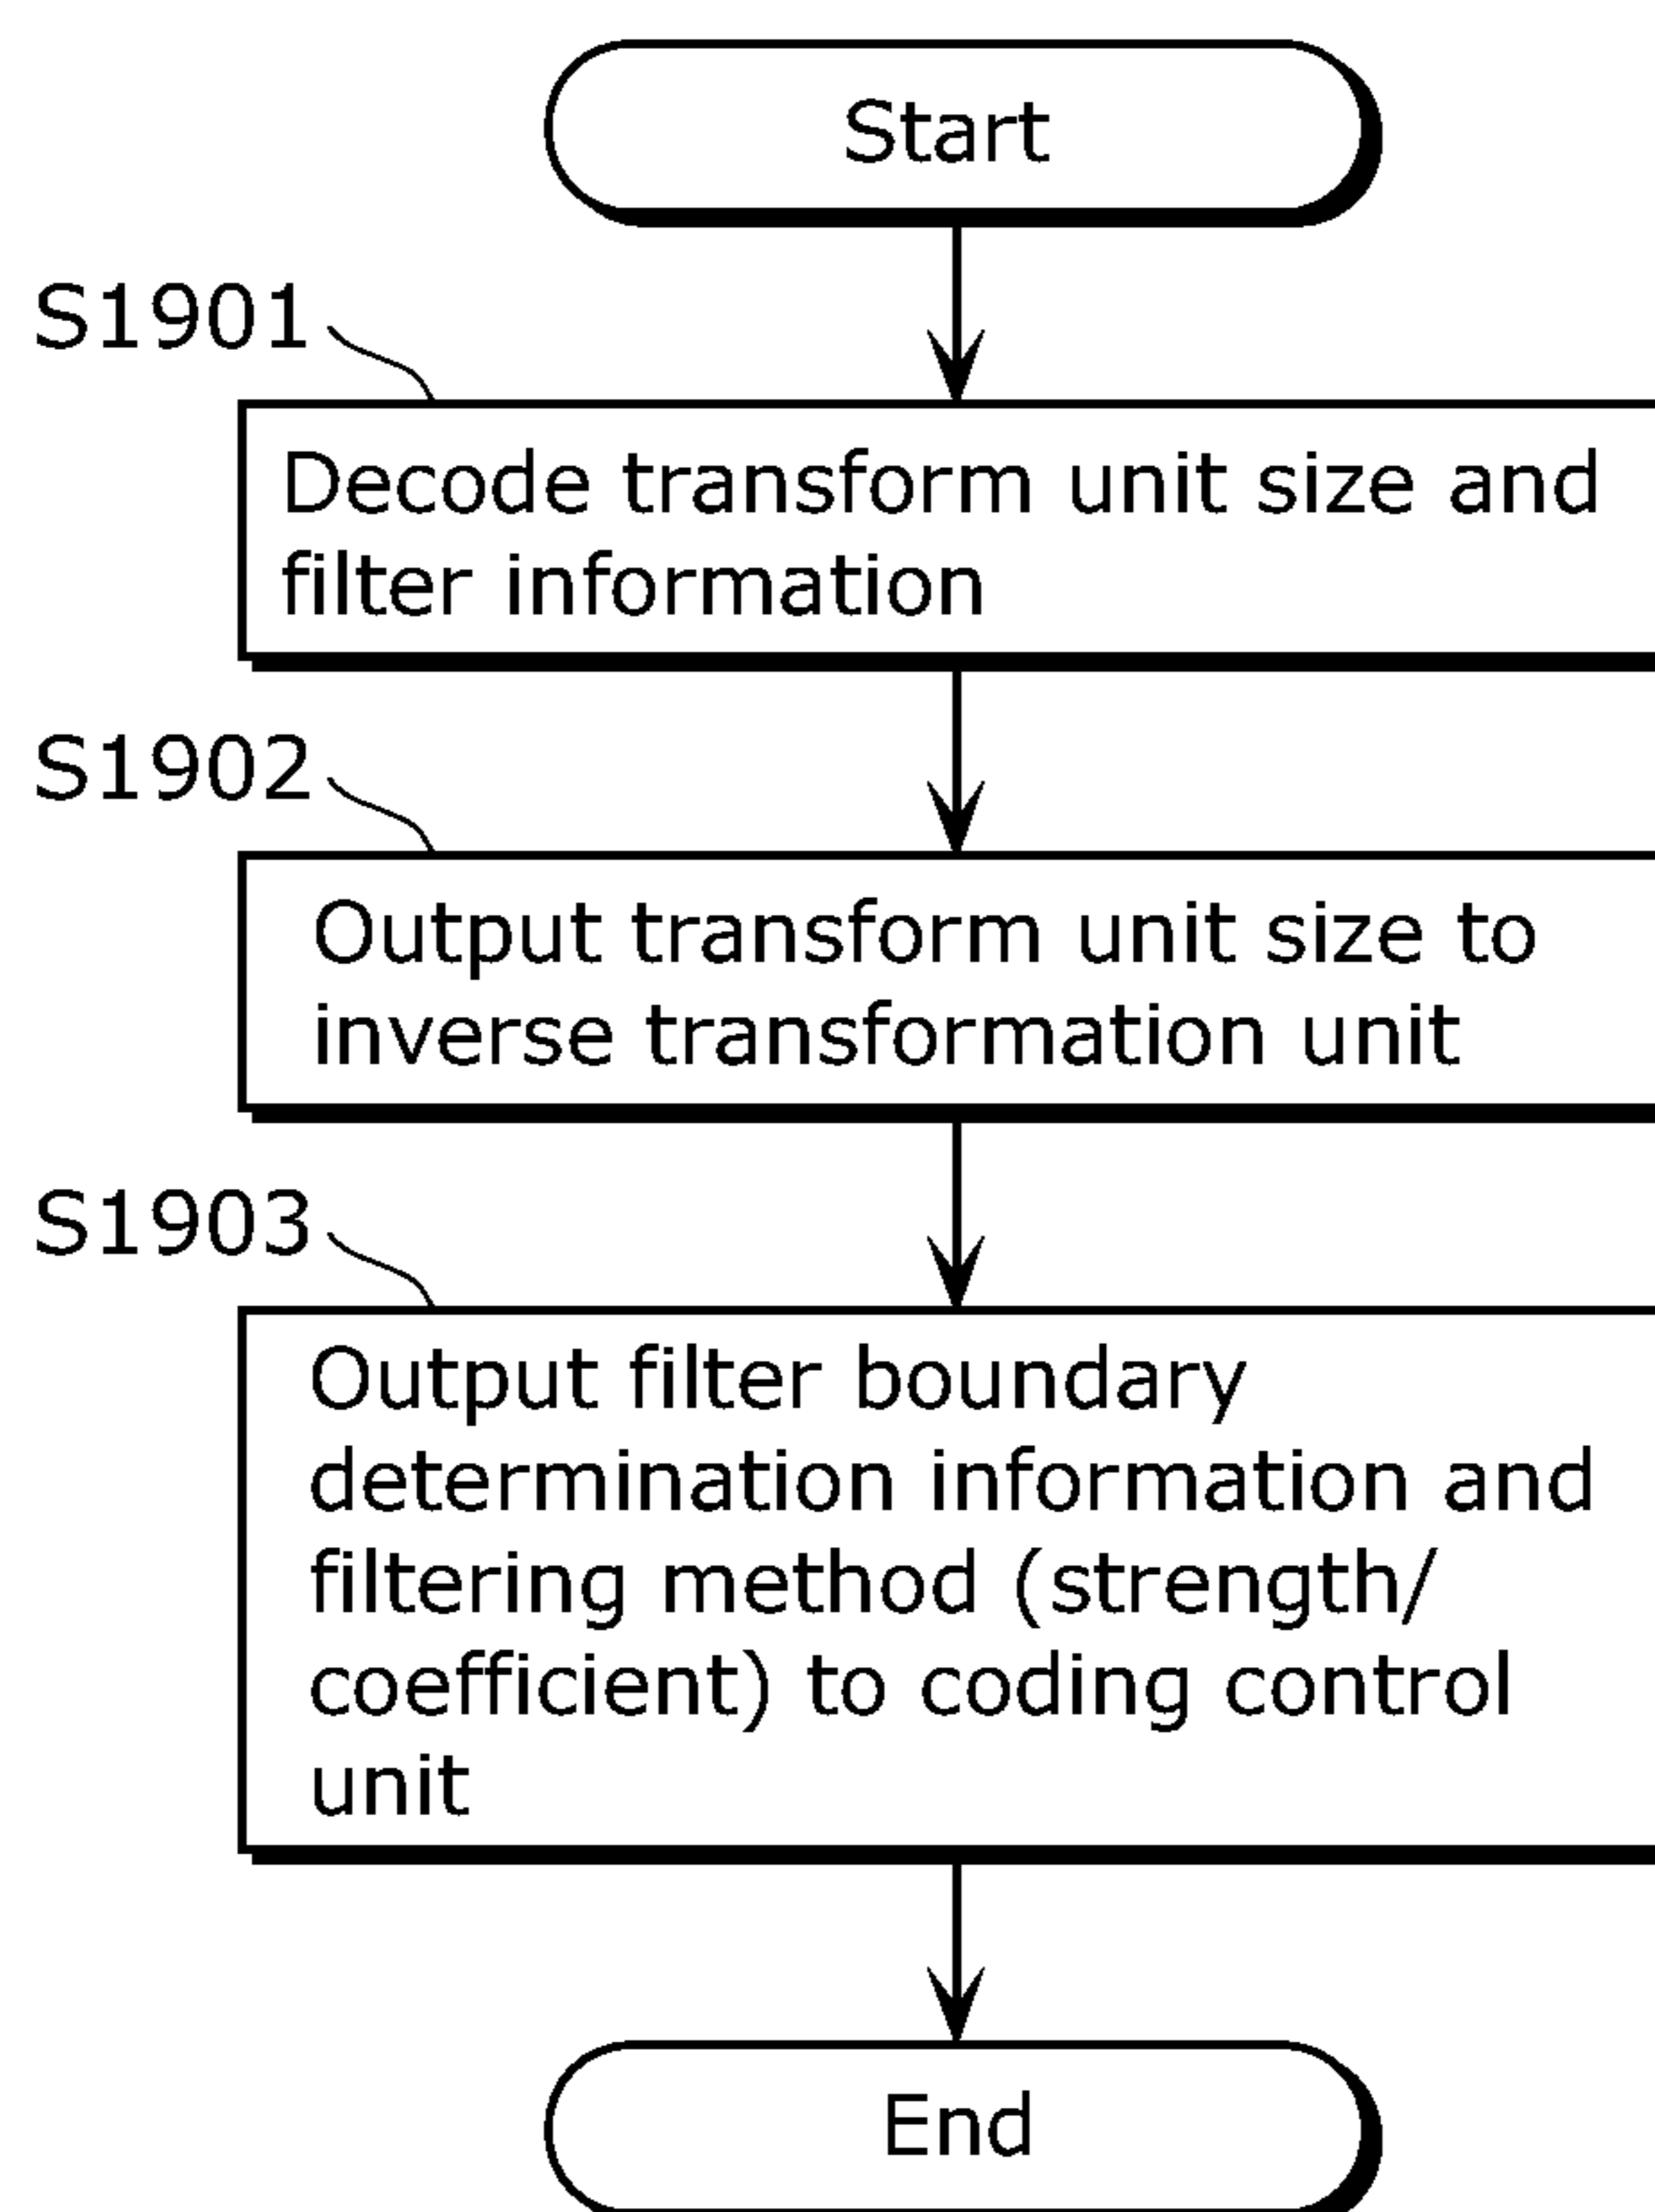 Start
S1901
Decode transform unit size and
filter information
S1902
Output transform unit size to
inverse transformation unit
S1903
Output filter boundary
determination information and
filtering method (strength/
coefficient) to coding control
unit
End